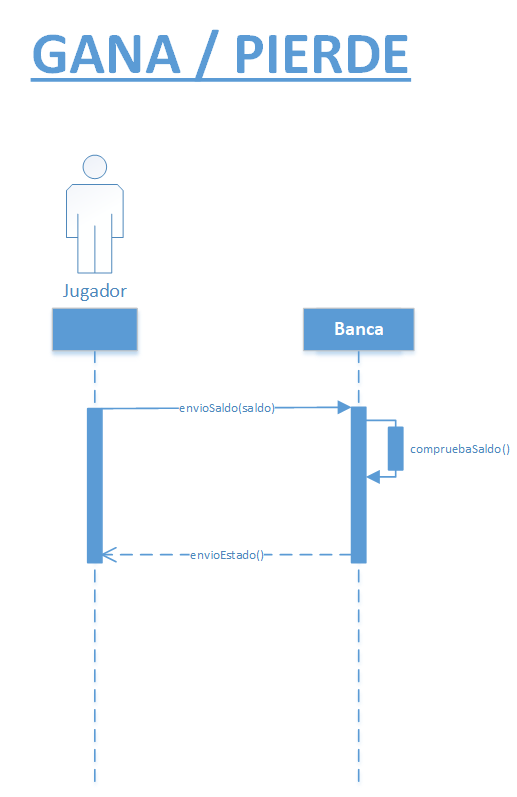 GANA / PIERDE
Jugador
Banca
envioSaldo(saldo)
compruebaSaldo()
envioEstado()